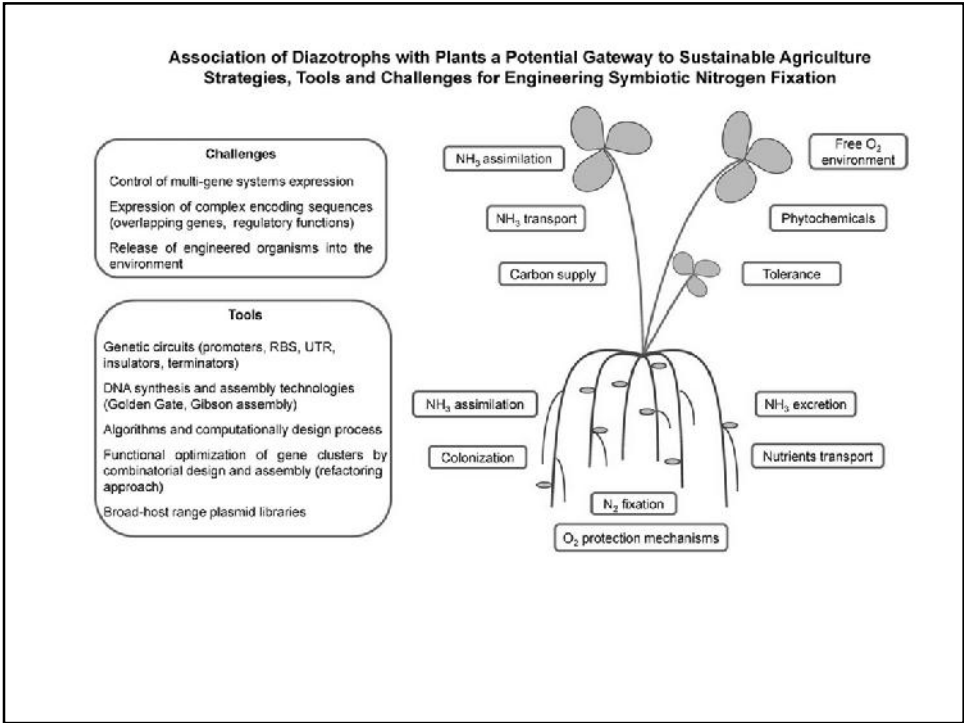 Association of Diazotrophs with Plants a Potential Gateway to Sustainable Agriculture
Strategies, Tools and Challenges for Engineering Symbiotic Nitrogen Fixation
Challenges
Control of multi-gene systems expression
Expression of complex encoding sequences
(overlapping genes, regulatory functions)
Release of engineered organisms into the
environment
Tools
Genetic circuits (promoters, RBS, UTR,
insulators, terminators)
DNA synthesis and assembly technologies
(Golden Gate, Gibson assembly)
Algorithms and computationally design process
Functional optimization of gene clusters by
combinatorial design and assembly (refactoring
approach)
Broad-host range plasmid libraries
NH₃ assimilation
NH₃ transport
Carbon supply
Free O₂
environment
Phytochemicals
Tolerance
NH₃ assimilation
Colonization
NH₃ excretion
Nutrients transport
N₂ fixation
O₂ protection mechanisms